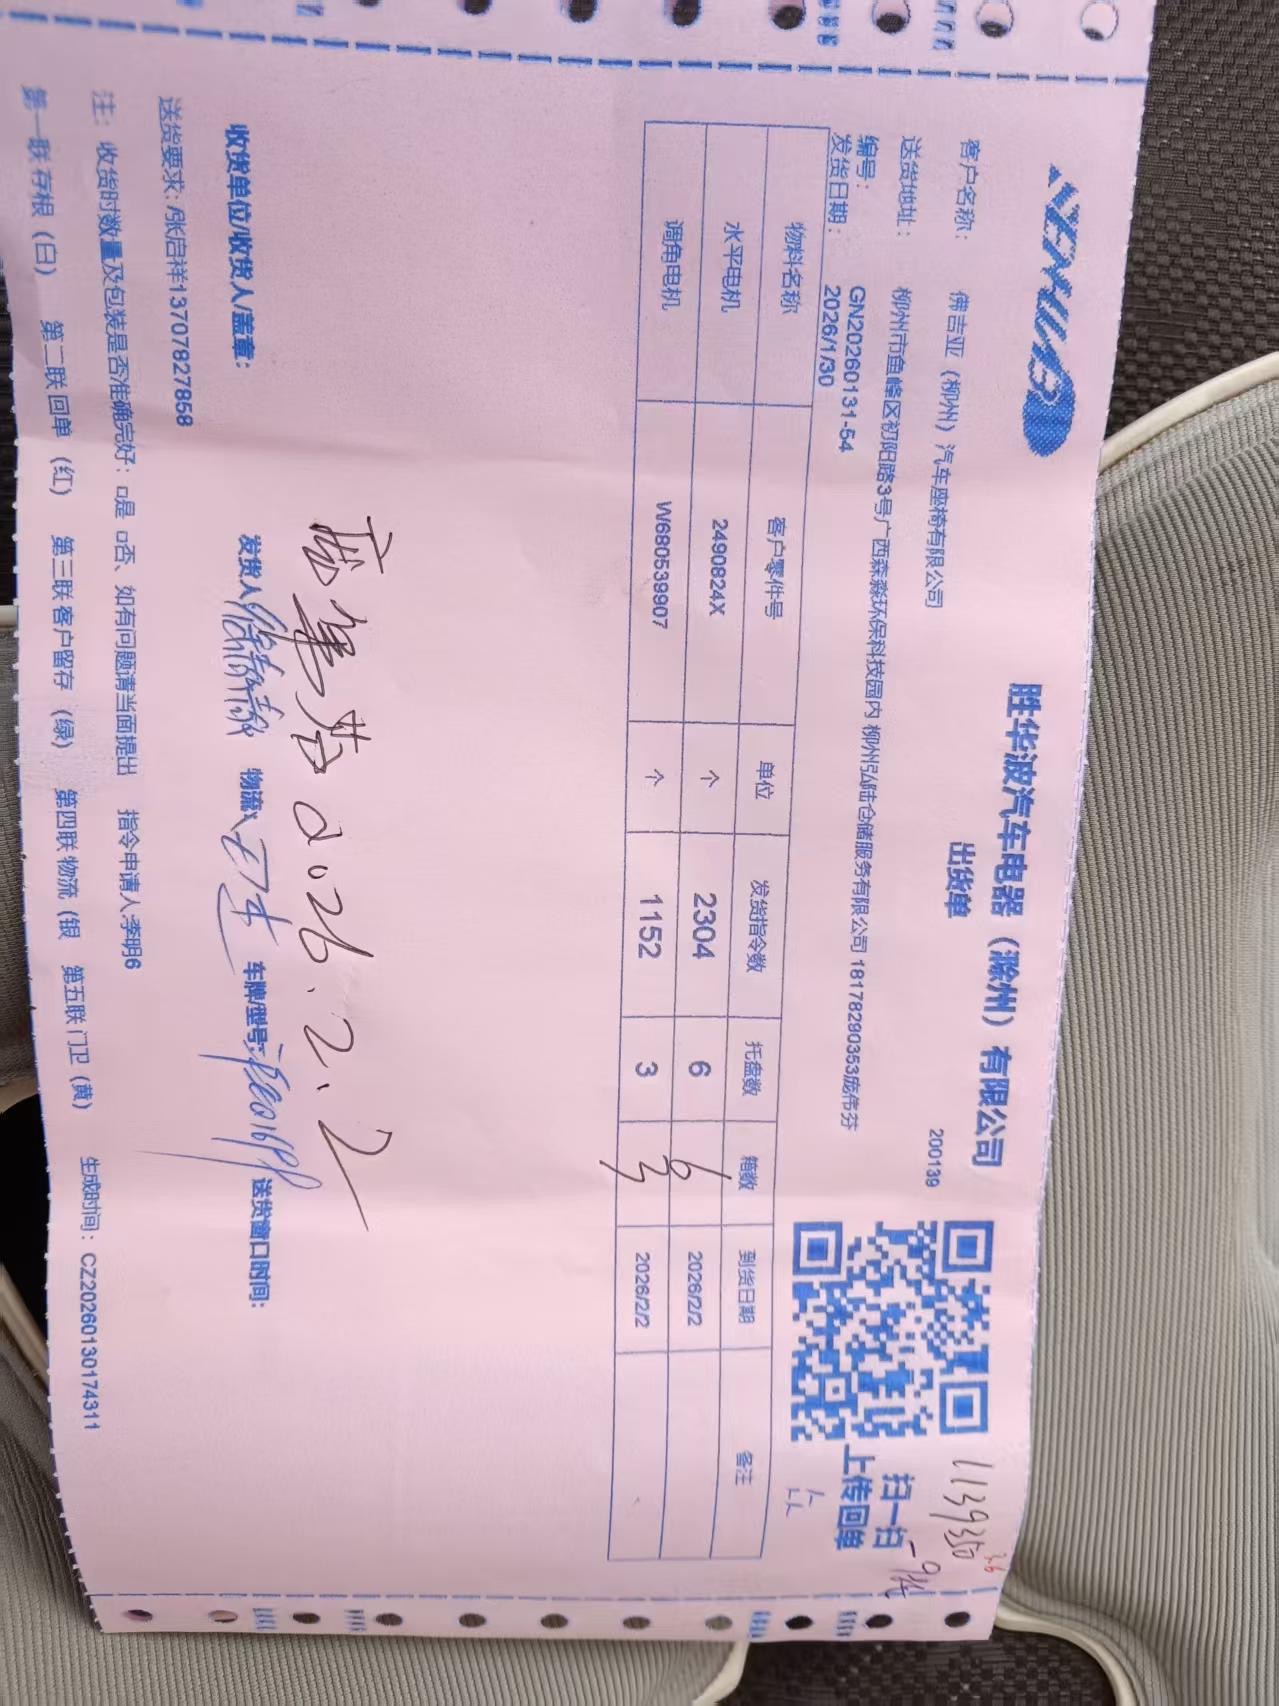 胜华波汽车电器（滁州）有限公司
出货单
200139
客户名称： 佛吉亚（柳州）汽车座椅有限公司
送货地址： 柳州市鱼峰区初阳路3号广西森淼环保科技园内 柳州弘陆仓储服务有限公司 18178290353庞伟芬
编号： GN20260131-54
发货日期： 2026/1/30
扫一扫
上传回单
1139350
3.6
物料名称 客户零件号 单位 发货指令数 托盘数 箱数 到货日期 备注
水平电机 2490824X 个 2304 6 6 2026/2/2
调角电机 W680539907 个 1152 3 3 2026/2/2
2026.2.2
收货单位/收货人/盖章： 发货人 物流 车牌/型号: 送货窗口时间：
送货要求：/张启祥13707827858
注： 收货时数量及包装是否准确完好：□是 □否、如有问题请当面提出 指令申请人:李明6
第一联 存根（白） 第二联 回单（红） 第三联 客户留存（绿） 第四联 物流（银 第五联 门卫（黄） 生成时间：CZ20260130174311